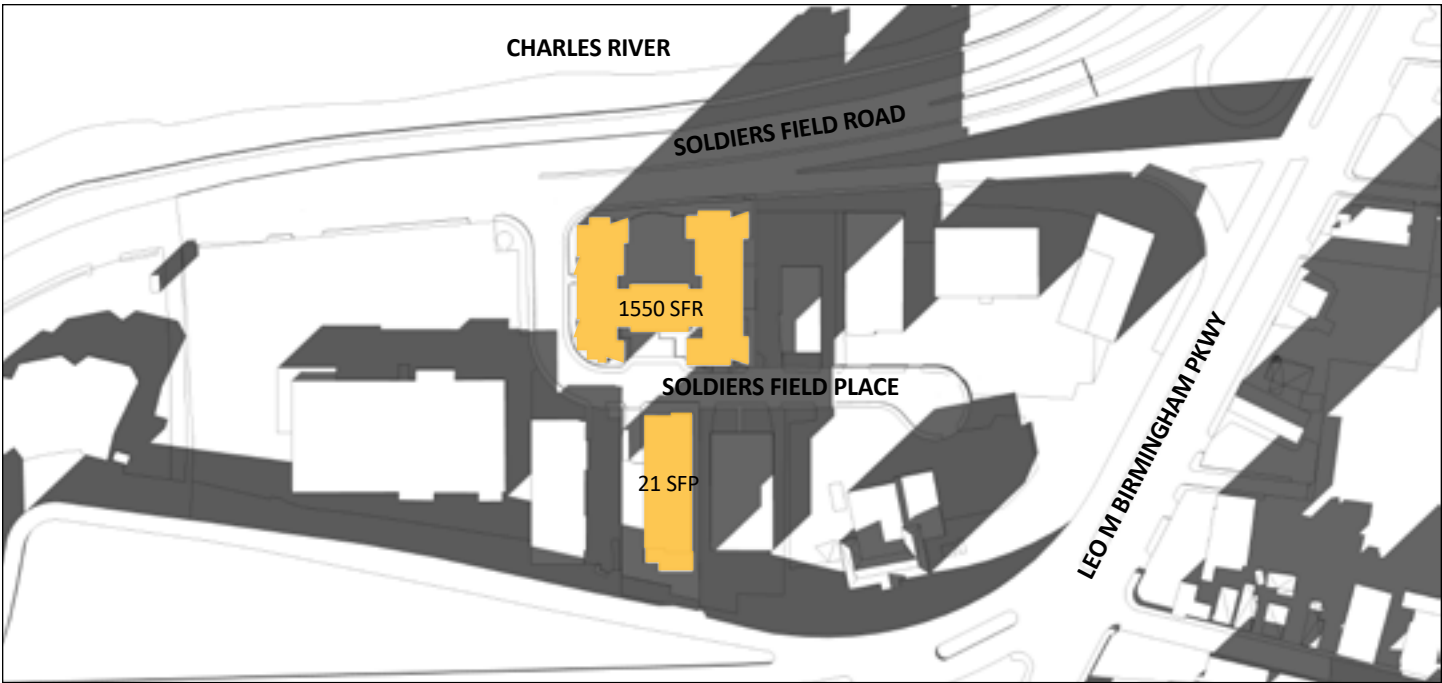 CHARLES RIVER
SOLDIERS FIELD ROAD
1550 SFR
SOLDIERS FIELD PLACE
21 SFP
LEO M BIRMINGHAM PKWY